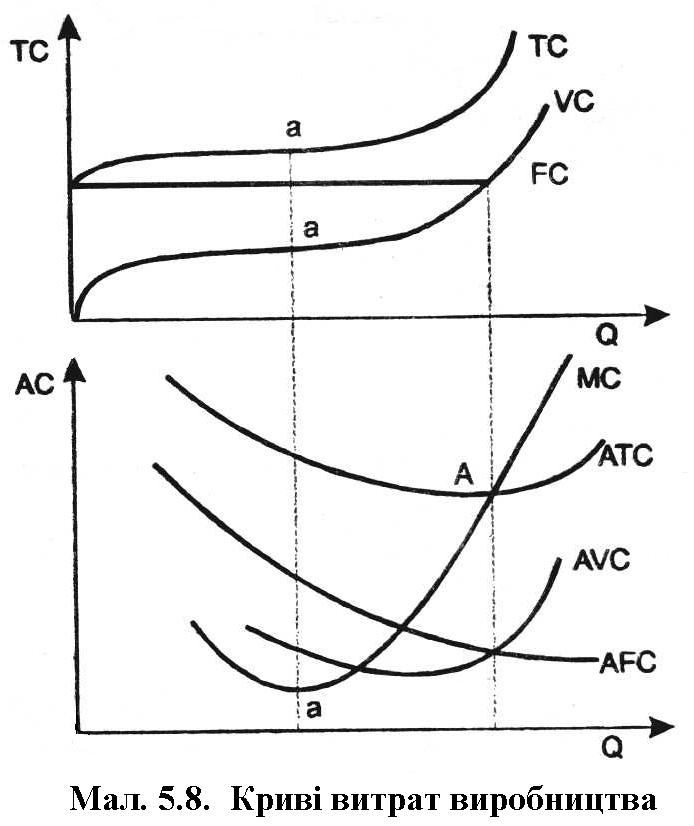 TC
TC
VC
a
FC
a
Q
AC
MC
ATC
A
AVC
AFC
a
Q
Мал. 5.8. Криві витрат виробництва